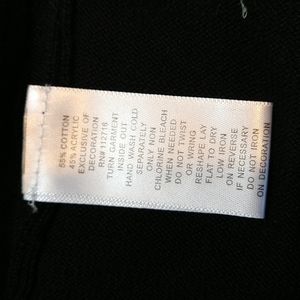 55% COTTON
45% ACRYLIC
EXCLUSIVE OF
DECORATION
RN# 112716
TURN GARMENT
INSIDE OUT
HAND WASH COLD
SEPARATELY
ONLY NON
CHLORINE BLEACH
WHEN NEEDED
DO NOT TWIST
OR WRING
RESHAPE LAY
FLAT TO DRY
LOW IRON
ON REVERSE
IF NECESSARY
DO NOT IRON
ON DECORATION